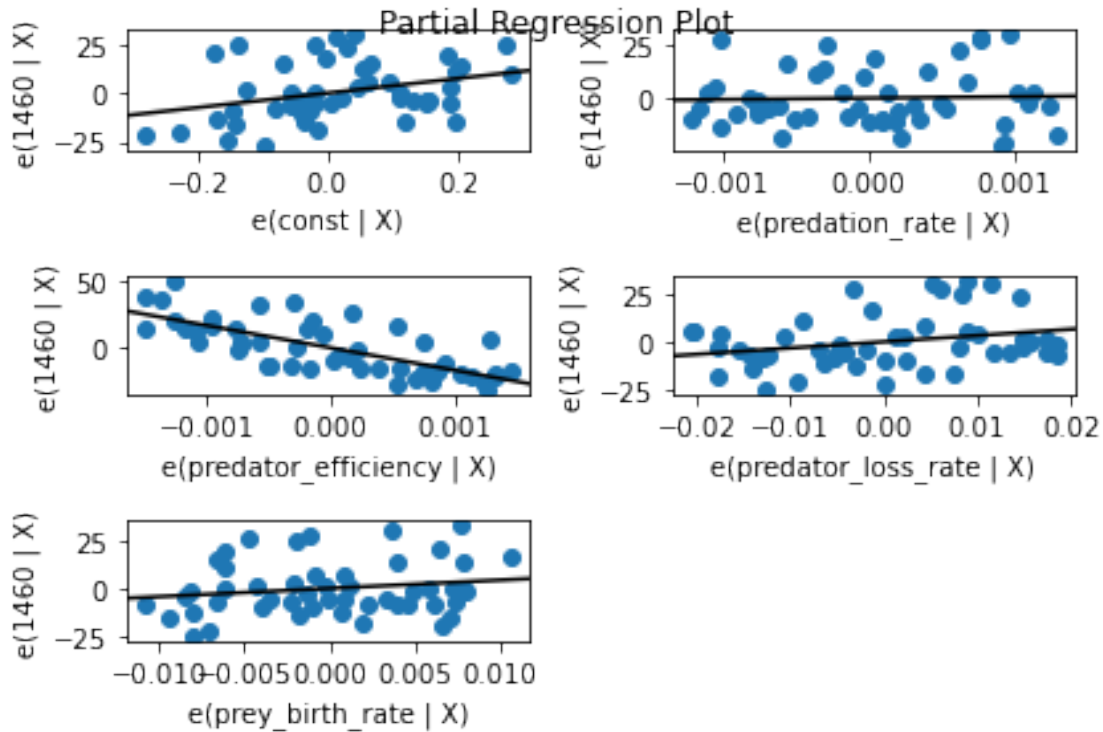 Partial Regression Plot
e(1460 | X)
25
0
−25
−0.2
0.0
0.2
e(const | X)
e(1460 | X)
0
−0.001
0.000
0.001
e(predation_rate | X)
e(1460 | X)
50
0
−0.001
0.000
0.001
e(predator_efficiency | X)
e(1460 | X)
25
0
−25
−0.02
−0.01
0.00
0.01
0.02
e(predator_loss_rate | X)
e(1460 | X)
25
0
−25
−0.010
−0.005
0.000
0.005
0.010
e(prey_birth_rate | X)